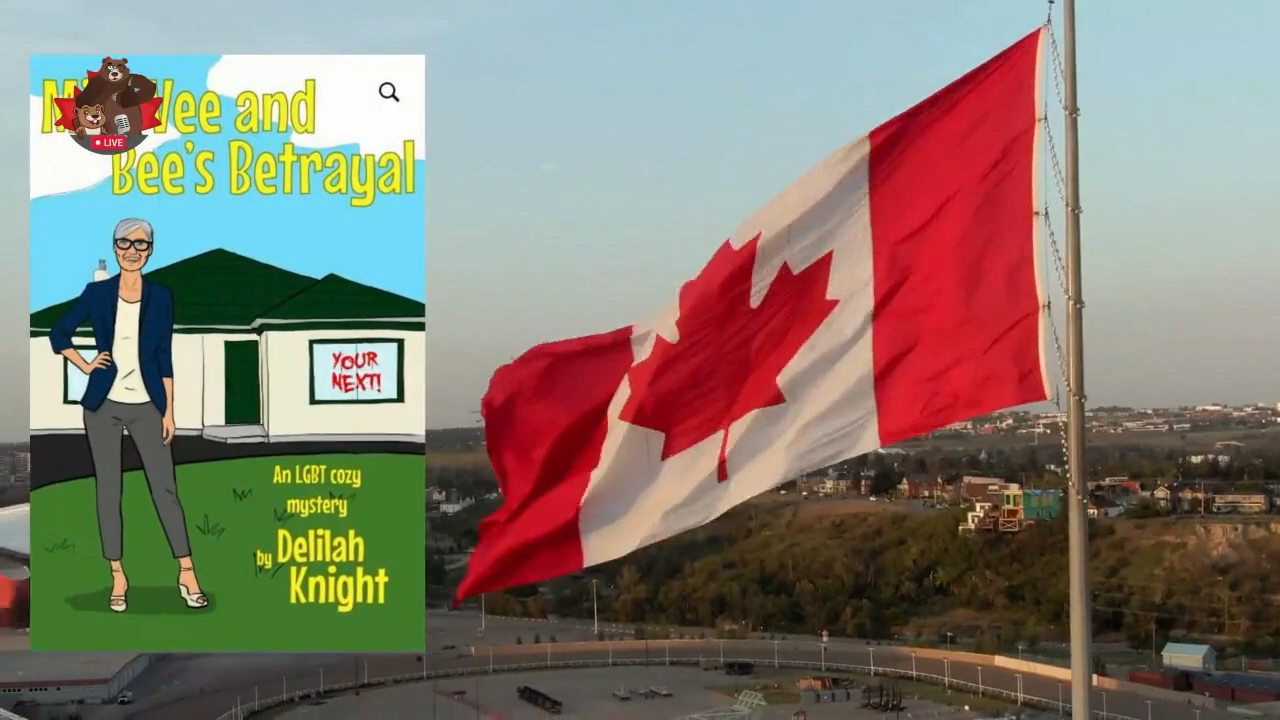 Wee and
Bee's Betrayal
LIVE
YOUR
NEXT!
An LGBT cozy
mystery
by Delilah
Knight